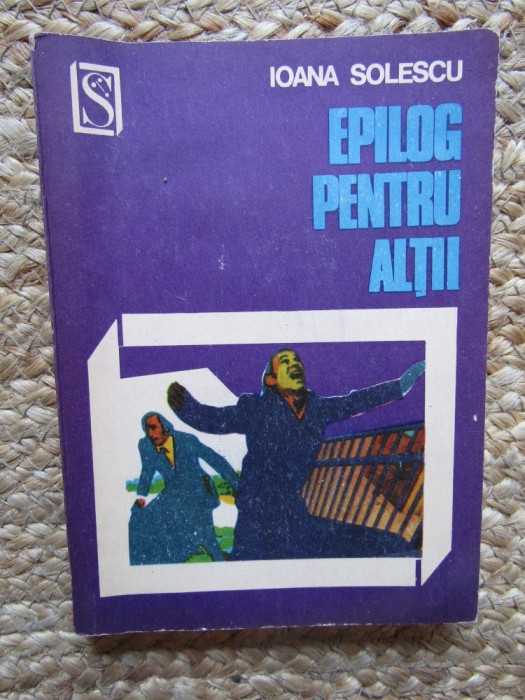 S
IOANA SOLESCU
EPILOG
PENTRU
ALȚII